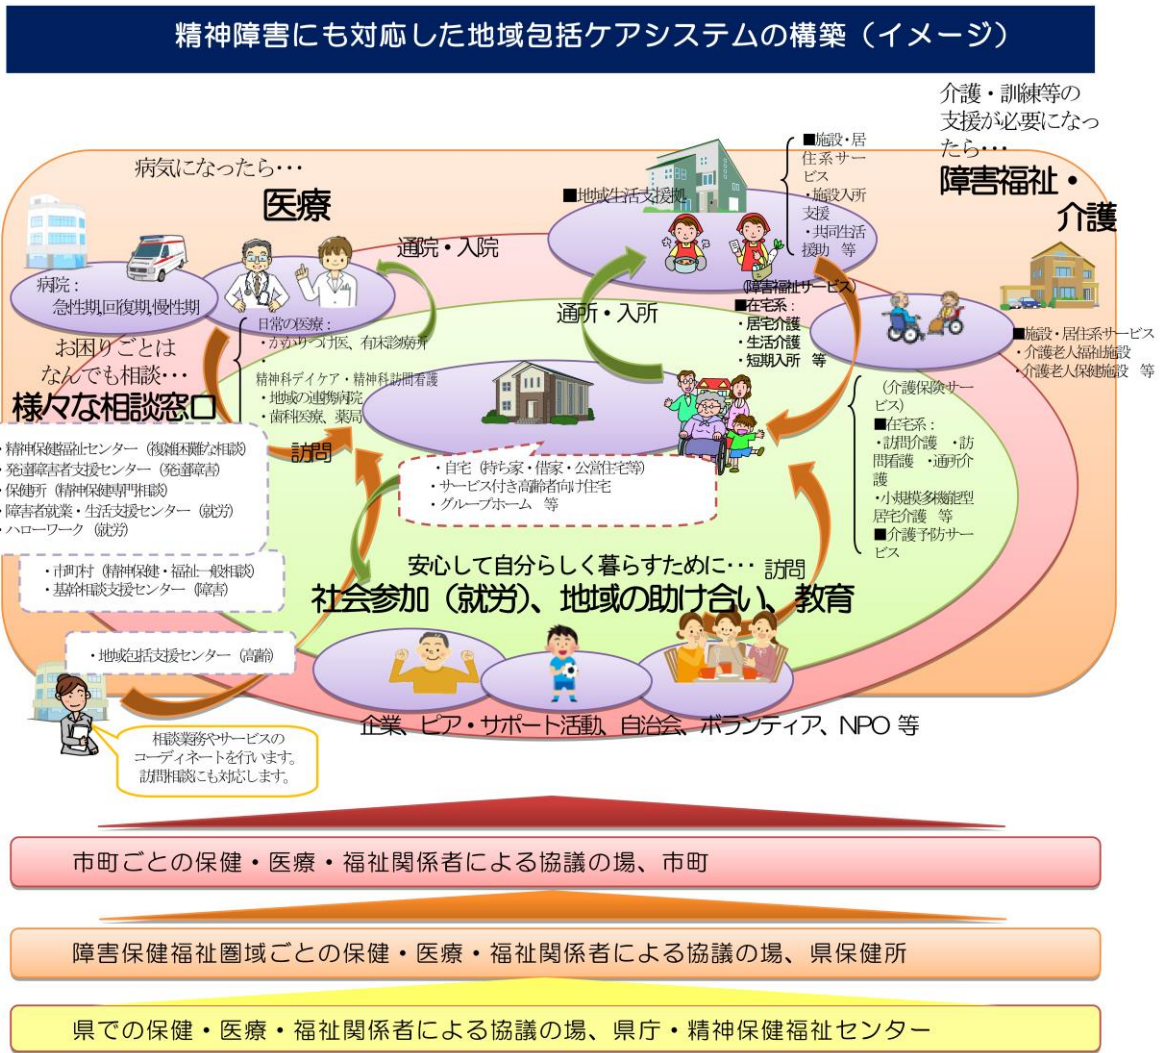 精神障害にも対応した地域包括ケアシステムの構築（イメージ）
介護・訓練等の
支援が必要になっ
たら…
障害福祉・
介護
病気になったら…
医療
病院：
急性期,回復期,慢性期
通院・入院
日常の医療：
・かかりつけ医、有床診療所
・
精神科デイケア・精神科訪問看護
・地域の連携病院
・歯科医療、薬局
訪問
■地域生活支援拠
■施設・居
住系サー
ビス
・施設入所
支援
・共同生活
援助　等
(障害福祉サービス)
■在宅系：
・居宅介護
・生活介護
・短期入所　等
通所・入所
■施設・居住系サービス
・介護老人福祉施設
・介護老人保健施設　等
(介護保険サー
ビス)
■在宅系：
・訪問介護　・訪
問看護　・通所介
護
・小規模多機能型
居宅介護　等
■介護予防サー
ビス
お困りごとは
なんでも相談…
様々な相談窓口
・精神保健福祉センター（複雑困難な相談）
・発達障害者支援センター（発達障害）
・保健所（精神保健専門相談）
・障害者就業・生活支援センター（就労）
・ハローワーク（就労）
・市町村（精神保健・福祉一般相談）
・基幹相談支援センター（障害）
・地域包括支援センター（高齢）
相談業務やサービスの
コーディネートを行います。
訪問相談にも対応します。
・自宅（持ち家・借家・公営住宅等）
・サービス付き高齢者向け住宅
・グループホーム　等
安心して自分らしく暮らすために…
訪問
社会参加（就労）、地域の助け合い、教育
企業、ピア・サポート活動、自治会、ボランティア、NPO 等
市町ごとの保健・医療・福祉関係者による協議の場、市町
障害保健福祉圏域ごとの保健・医療・福祉関係者による協議の場、県保健所
県での保健・医療・福祉関係者による協議の場、県庁・精神保健福祉センター